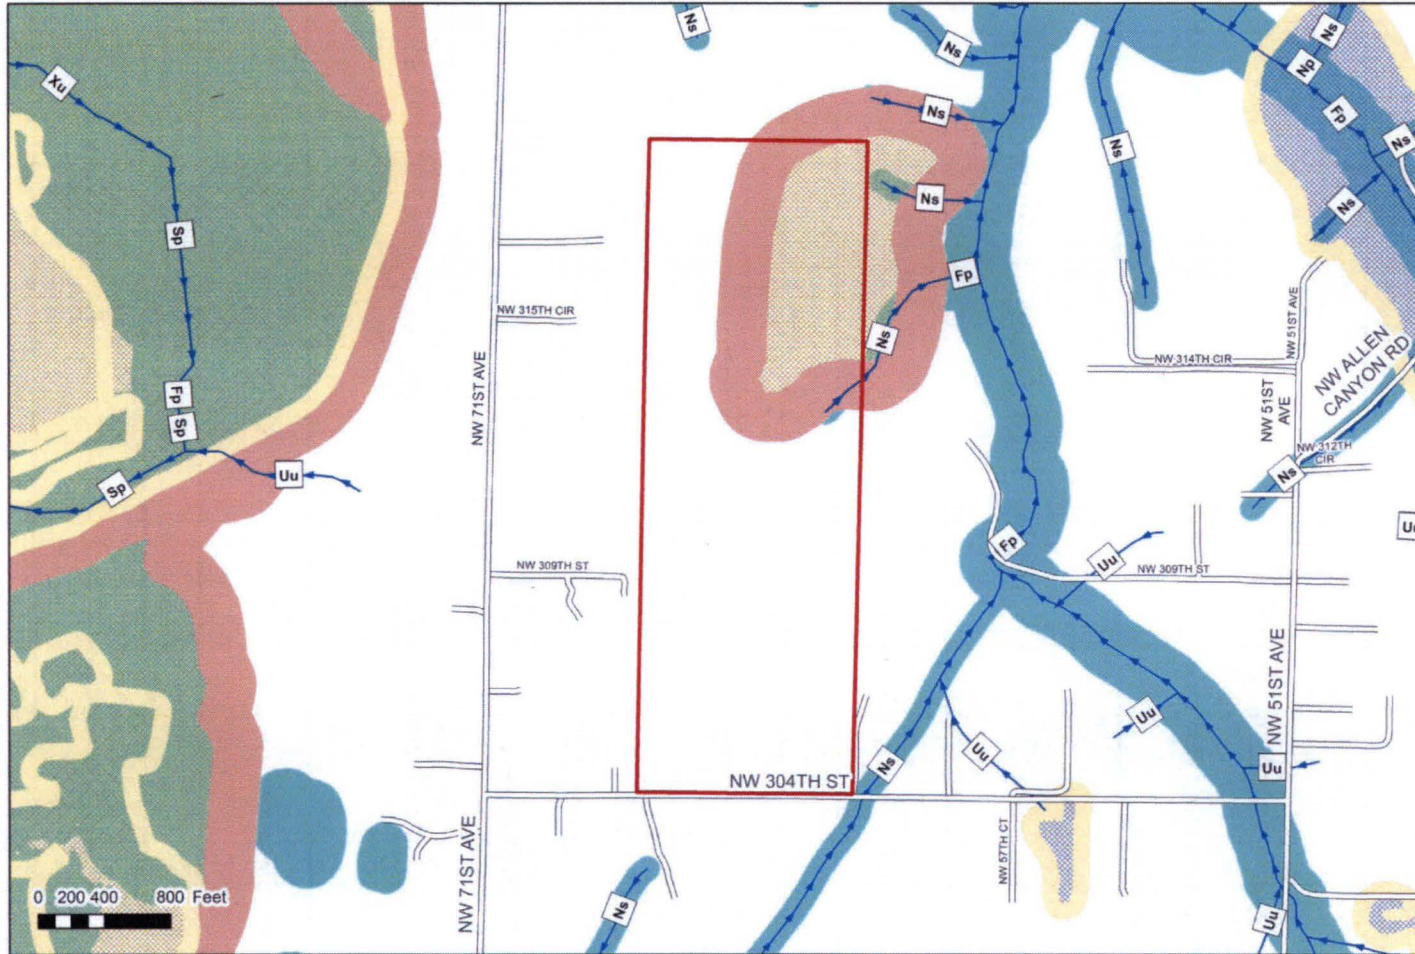 Ns
Ns
Ns
Np
Xu
Ns
Fp
Ns
Ns
Ns
Ns
Sp
Fp
NW 51ST AVE
NW 315TH CIR
Ns
NW 71ST AVE
NW 314TH CIR
NW ALLEN
CANYON RD
Fp
Sp
NW 51ST
AVE
NW 312TH
CIR
Uu
Sp
Ns
Fp
Uu
NW 309TH ST
NW 309TH ST
NW 51ST AVE
Uu
Uu
Ns
Uu
NW 304TH ST
NW 71ST AVE
NW 57TH CT
0 200 400 800 Feet
Ns
Uu